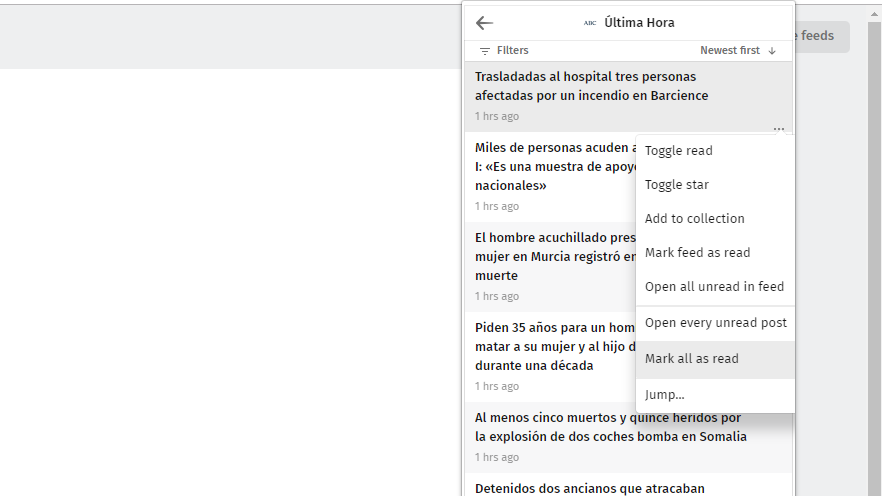 ABC Última Hora
e feeds
Filters
Newest first
Trasladadas al hospital tres personas
afectadas por un incendio en Barcience
1 hrs ago
...
Miles de personas acuden a
I: «Es una muestra de apoyo
nacionales»
1 hrs ago
El hombre acuchillado pres
mujer en Murcia registró en
muerte
1 hrs ago
Piden 35 años para un hom
matar a su mujer y al hijo d
durante una década
1 hrs ago
Al menos cinco muertos y quince heridos por
la explosión de dos coches bomba en Somalia
1 hrs ago
Detenidos dos ancianos que atracaban
Toggle read
Toggle star
Add to collection
Mark feed as read
Open all unread in feed
Open every unread post
Mark all as read
Jump...